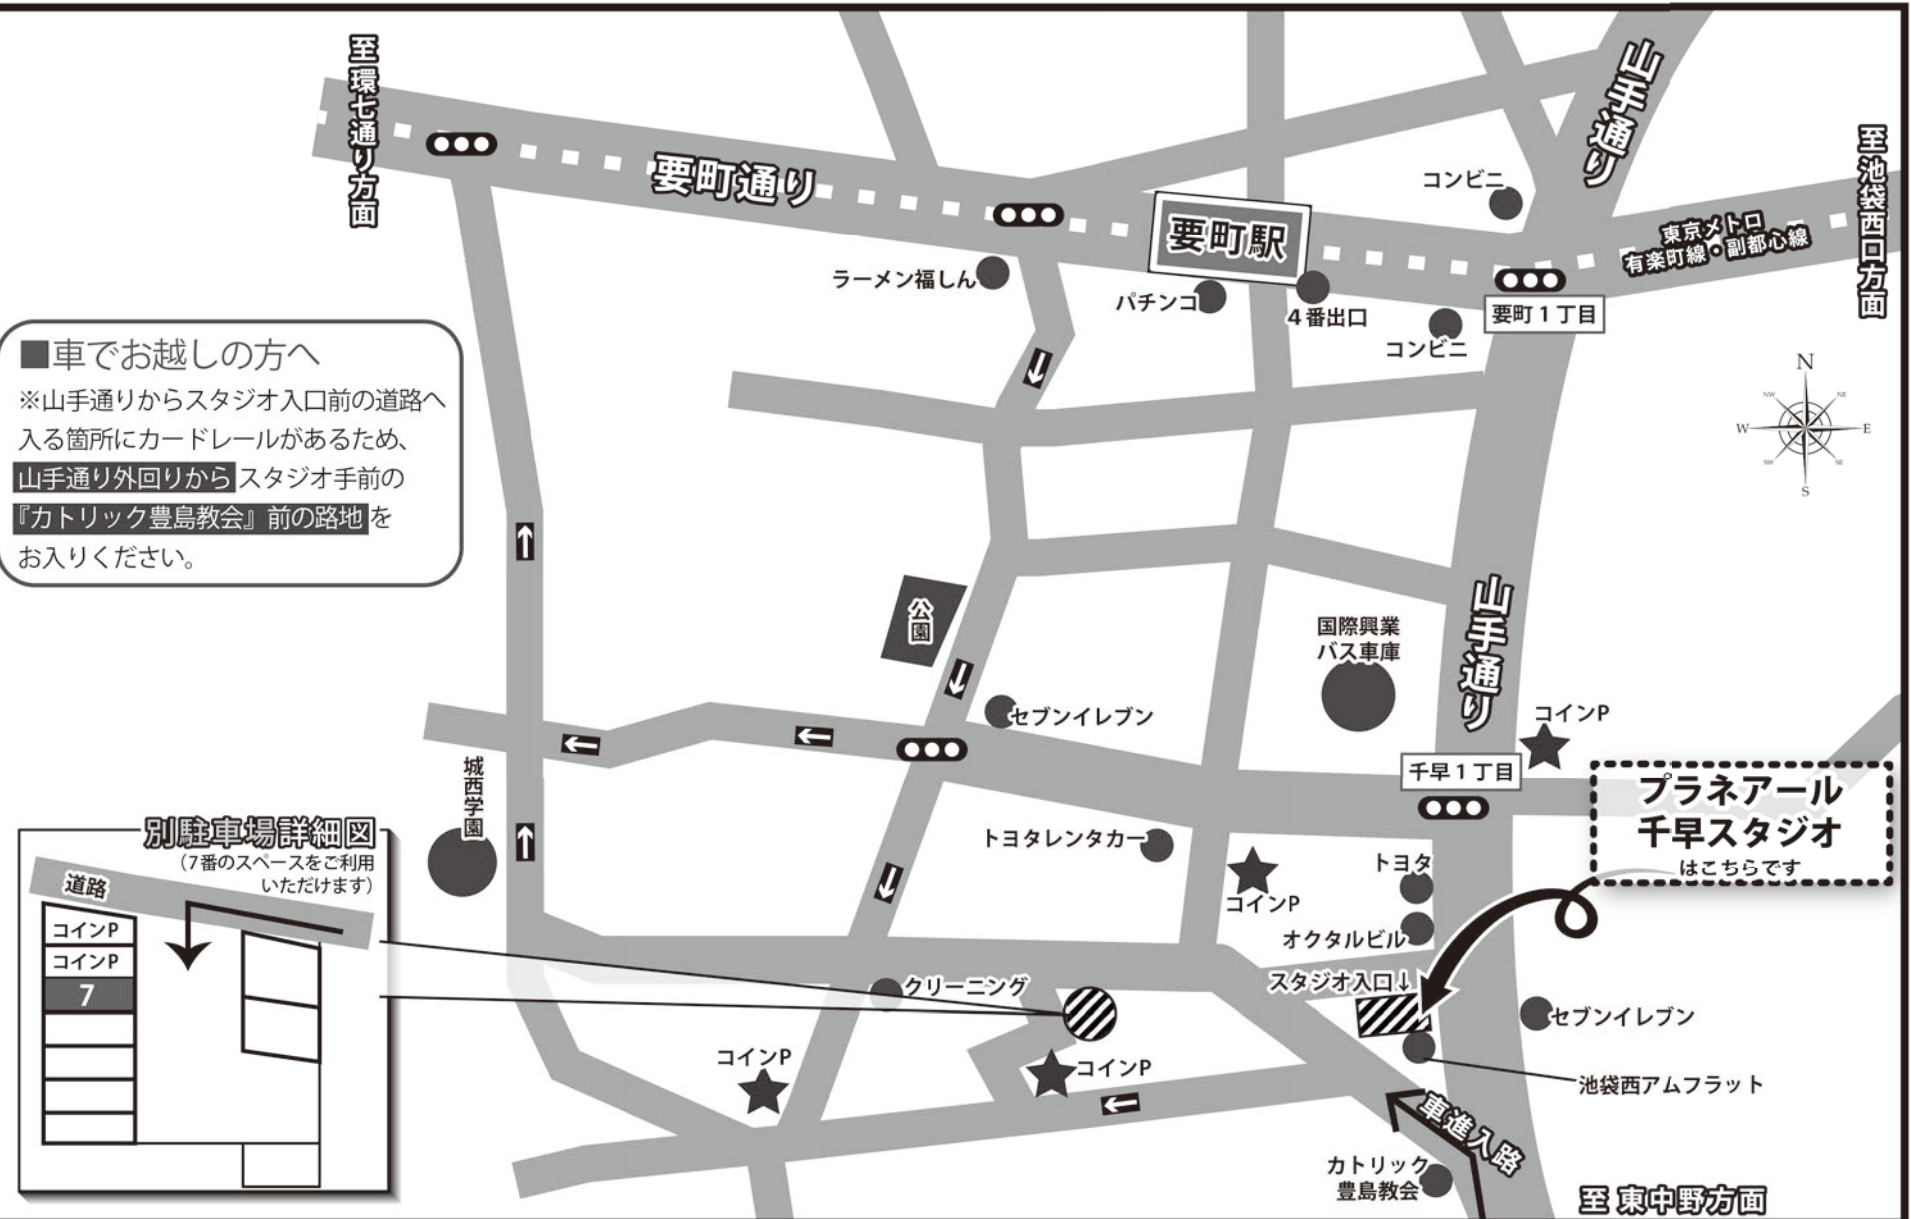 至環七通り方面
要町通り
山手通り
至池袋西口方面
コンビニ
要町駅
東京メトロ
有楽町線・副都心線
ラーメン福しん
パチンコ
4番出口
コンビニ
要町1丁目
■車でお越しの方へ
※山手通りからスタジオ入口前の道路へ
入る箇所にカードレールがあるため、
山手通り外回りからスタジオ手前の
『カトリック豊島教会』前の路地を
お入りください。
N
NW
NE
W
E
SW
SE
S
公園
国際興業
バス車庫
山手通り
セブンイレブン
コインP
千早1丁目
城西学園
プラネアール
千早スタジオ
はこちらです
トヨタレンタカー
トヨタ
コインP
オクタルビル
別駐車場詳細図
（7番のスペースをご利用
いただけます）
道路
コインP
コインP
7
クリーニング
スタジオ入口↓
セブンイレブン
コインP
コインP
池袋西アムフラット
車進入路
カトリック
豊島教会
至 東中野方面